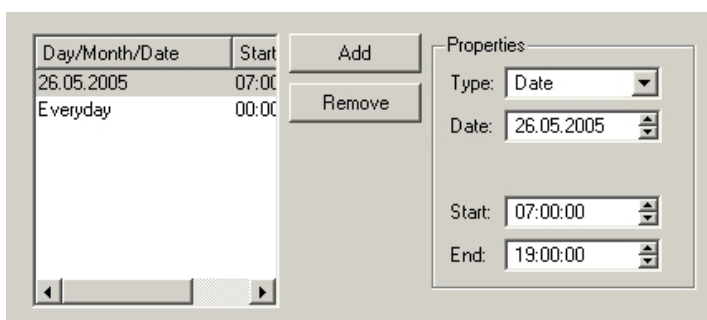 Day/Month/Date Start
26.05.2005 07:00
Everyday 00:00
Add
Remove
Properties
Type: Date
Date: 26.05.2005
Start: 07:00:00
End: 19:00:00